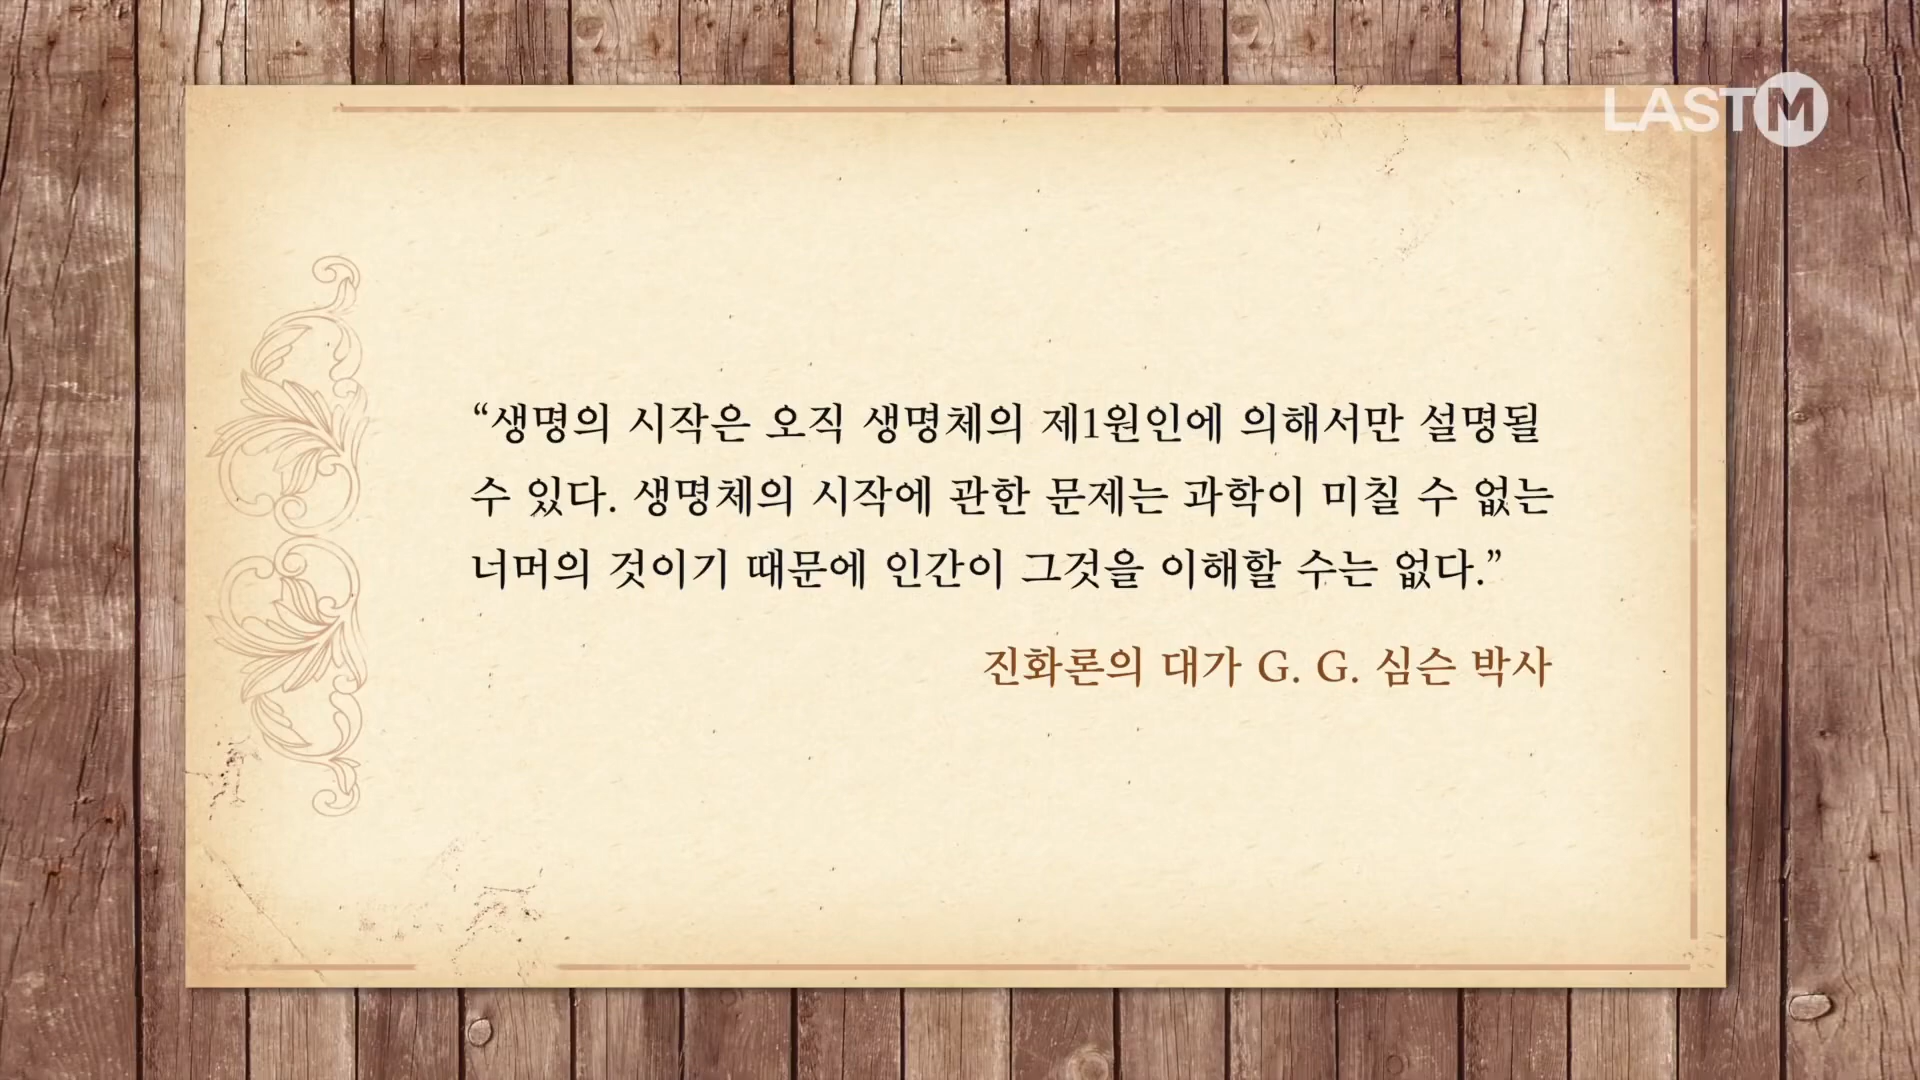 LAST M
“생명의 시작은 오직 생명체의 제1원인에 의해서만 설명될
수 있다. 생명체의 시작에 관한 문제는 과학이 미칠 수 없는
너머의 것이기 때문에 인간이 그것을 이해할 수는 없다.”
진화론의 대가 G. G. 심슨 박사